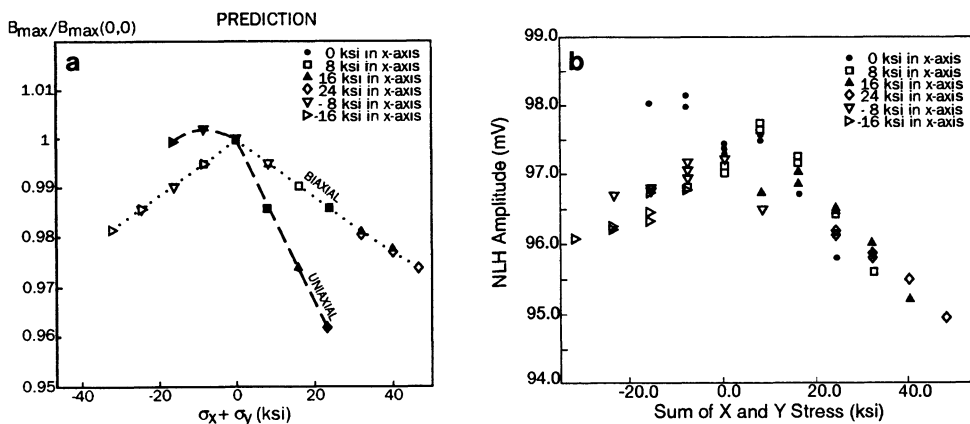 PREDICTION
Bmax/Bmax(0,0)
a
• 0 ksi in x-axis
□ 8 ksi in x-axis
▲ 16 ksi in x-axis
◇ 24 ksi in x-axis
▽ - 8 ksi in x-axis
▷ -16 ksi in x-axis
1.01
1
0.99
0.98
0.97
0.96
0.95
BIAXIAL
UNIAXIAL
-40
-20
0
20
40
σx + σy (ksi)
b
• 0 ksi in x-axis
□ 8 ksi in x-axis
▲ 16 ksi in x-axis
◇ 24 ksi in x-axis
▽ - 8 ksi in x-axis
▷ -16 ksi in x-axis
99.0
98.0
97.0
96.0
95.0
94.0
NLH Amplitude (mV)
-20.0
0.0
20.0
40.0
Sum of X and Y Stress (ksi)